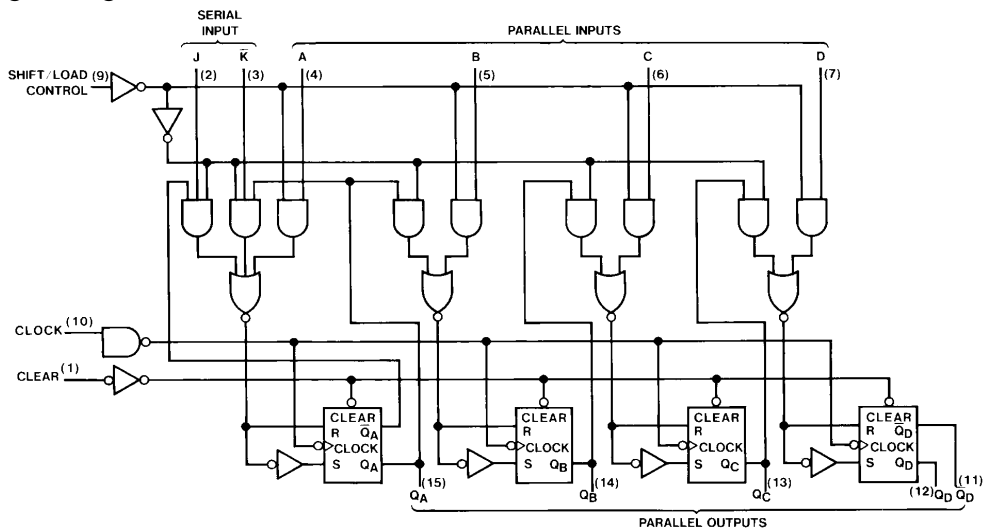 SERIAL
INPUT
PARALLEL INPUTS
J K̅ A B C D
SHIFT/LOAD (9) (2) (3) (4) (5) (6) (7)
CONTROL
CLOCK (10)
CLEAR (1)
CLEAR CLEAR CLEAR CLEAR
R Q̅A R R R Q̅D
CLOCK CLOCK CLOCK CLOCK
S QA S QB S QC S QD
(15) (14) (13) (11)
QA QB QC (12) QD Q̅D
PARALLEL OUTPUTS